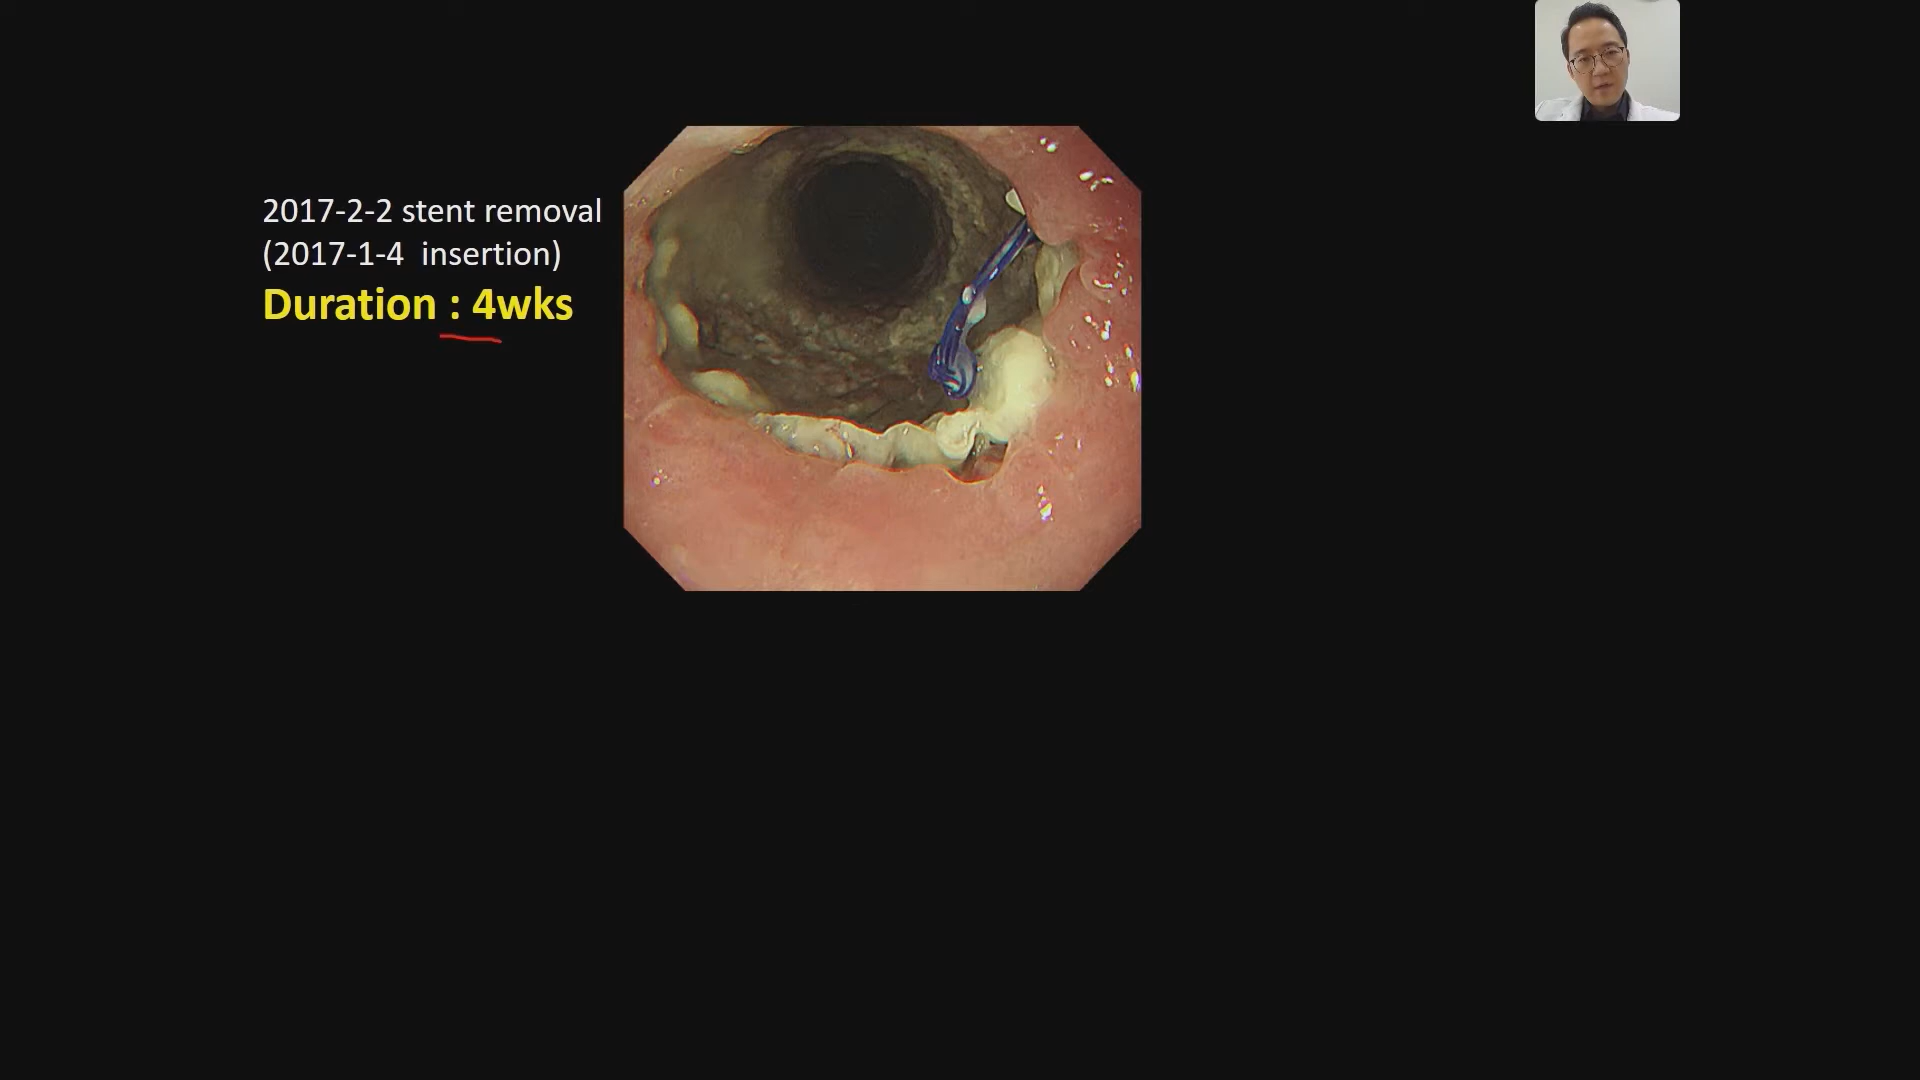 2017-2-2 stent removal
(2017-1-4 insertion)
Duration : 4wks